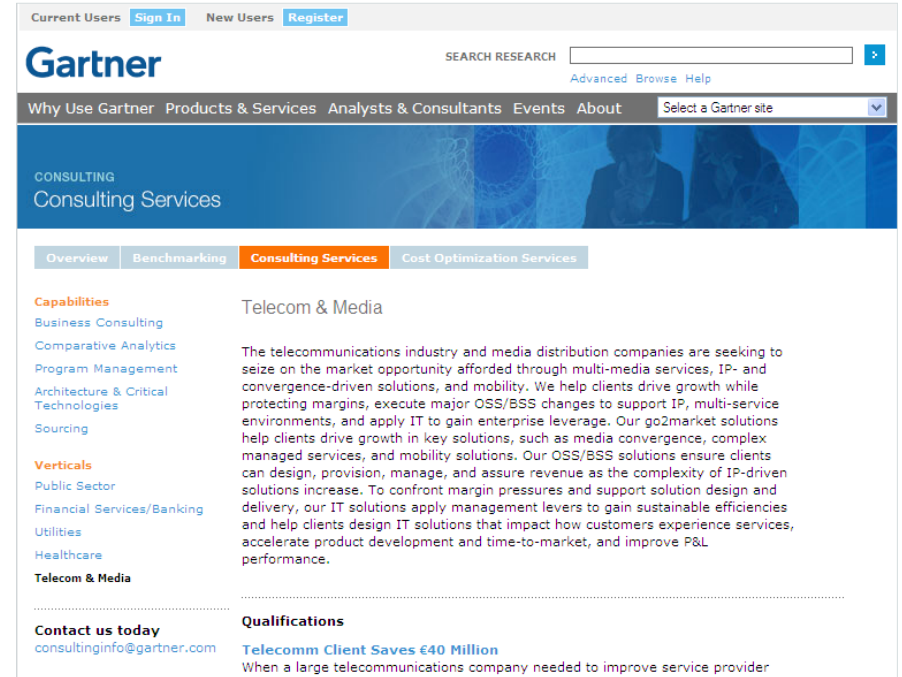 Current Users Sign In New Users Register
Gartner
SEARCH RESEARCH
Advanced Browse Help
Why Use Gartner Products & Services Analysts & Consultants Events About Select a Gartner site
CONSULTING
Consulting Services
Overview Benchmarking Consulting Services Cost Optimization Services
Capabilities
Business Consulting
Comparative Analytics
Program Management
Architecture & Critical
Technologies
Sourcing
Verticals
Public Sector
Financial Services/Banking
Utilities
Healthcare
Telecom & Media
Contact us today
consultinginfo@gartner.com
Telecom & Media
The telecommunications industry and media distribution companies are seeking to
seize on the market opportunity afforded through multi-media services, IP- and
convergence-driven solutions, and mobility. We help clients drive growth while
protecting margins, execute major OSS/BSS changes to support IP, multi-service
environments, and apply IT to gain enterprise leverage. Our go2market solutions
help clients drive growth in key solutions, such as media convergence, complex
managed services, and mobility solutions. Our OSS/BSS solutions ensure clients
can design, provision, manage, and assure revenue as the complexity of IP-driven
solutions increase. To confront margin pressures and support solution design and
delivery, our IT solutions apply management levers to gain sustainable efficiencies
and help clients design IT solutions that impact how customers experience services,
accelerate product development and time-to-market, and improve P&L
performance.
Qualifications
Telecomm Client Saves €40 Million
When a large telecommunications company needed to improve service provider